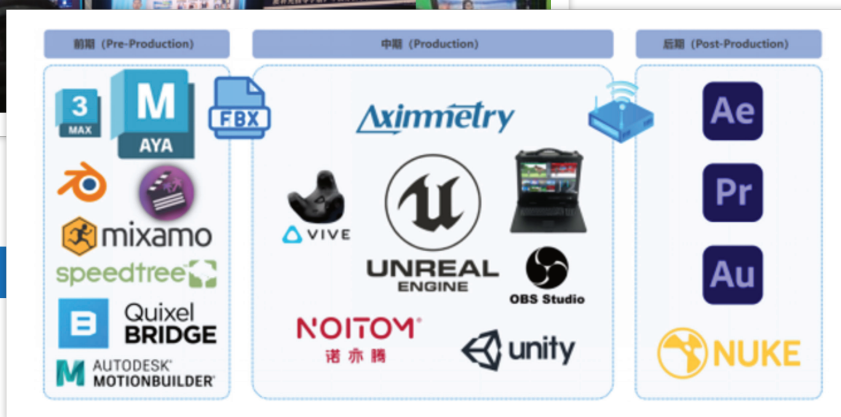 前期（Pre-Production)
中期（Production)
后期（Post-Production)
3
MAX
M
AYA
FBX
mixamo
speedtree
B
Quixel
BRIDGE
M
AUTODESK®
MOTIONBUILDER®
Aximmetry
VIVE
UNREAL
ENGINE
OBS Studio
NOITOM®
诺亦腾
unity
Ae
Pr
Au
NUKE